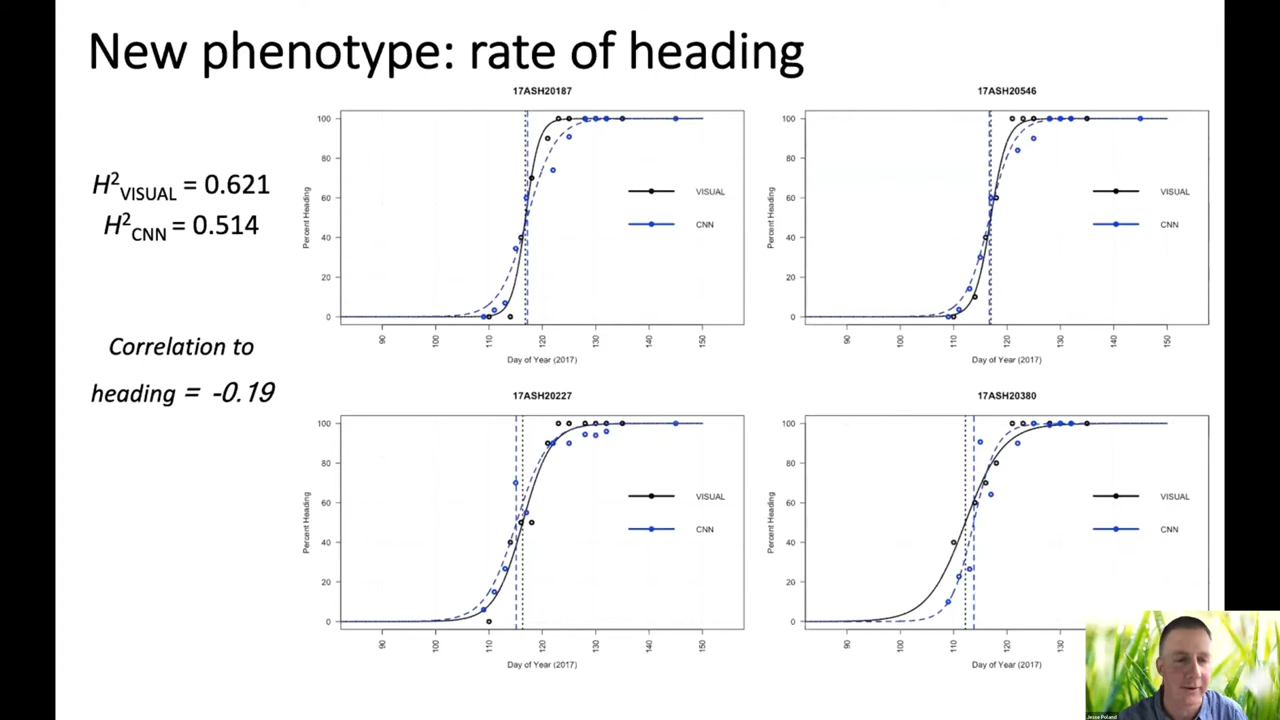 New phenotype: rate of heading
H²VISUAL = 0.621
H²CNN = 0.514
Correlation to
heading = -0.19
17ASH20187
Percent Heading
100
80
60
40
20
0
VISUAL
CNN
90
100
110
120
130
140
150
Day of Year (2017)
17ASH20546
Percent Heading
100
80
60
40
20
0
VISUAL
CNN
90
100
110
120
130
140
150
Day of Year (2017)
17ASH20227
Percent Heading
100
80
60
40
20
0
VISUAL
CNN
90
100
110
120
130
140
150
Day of Year (2017)
17ASH20380
Percent Heading
100
80
60
40
20
0
VISUAL
CNN
90
100
110
120
Day of Year (2017)
Jesse Poland